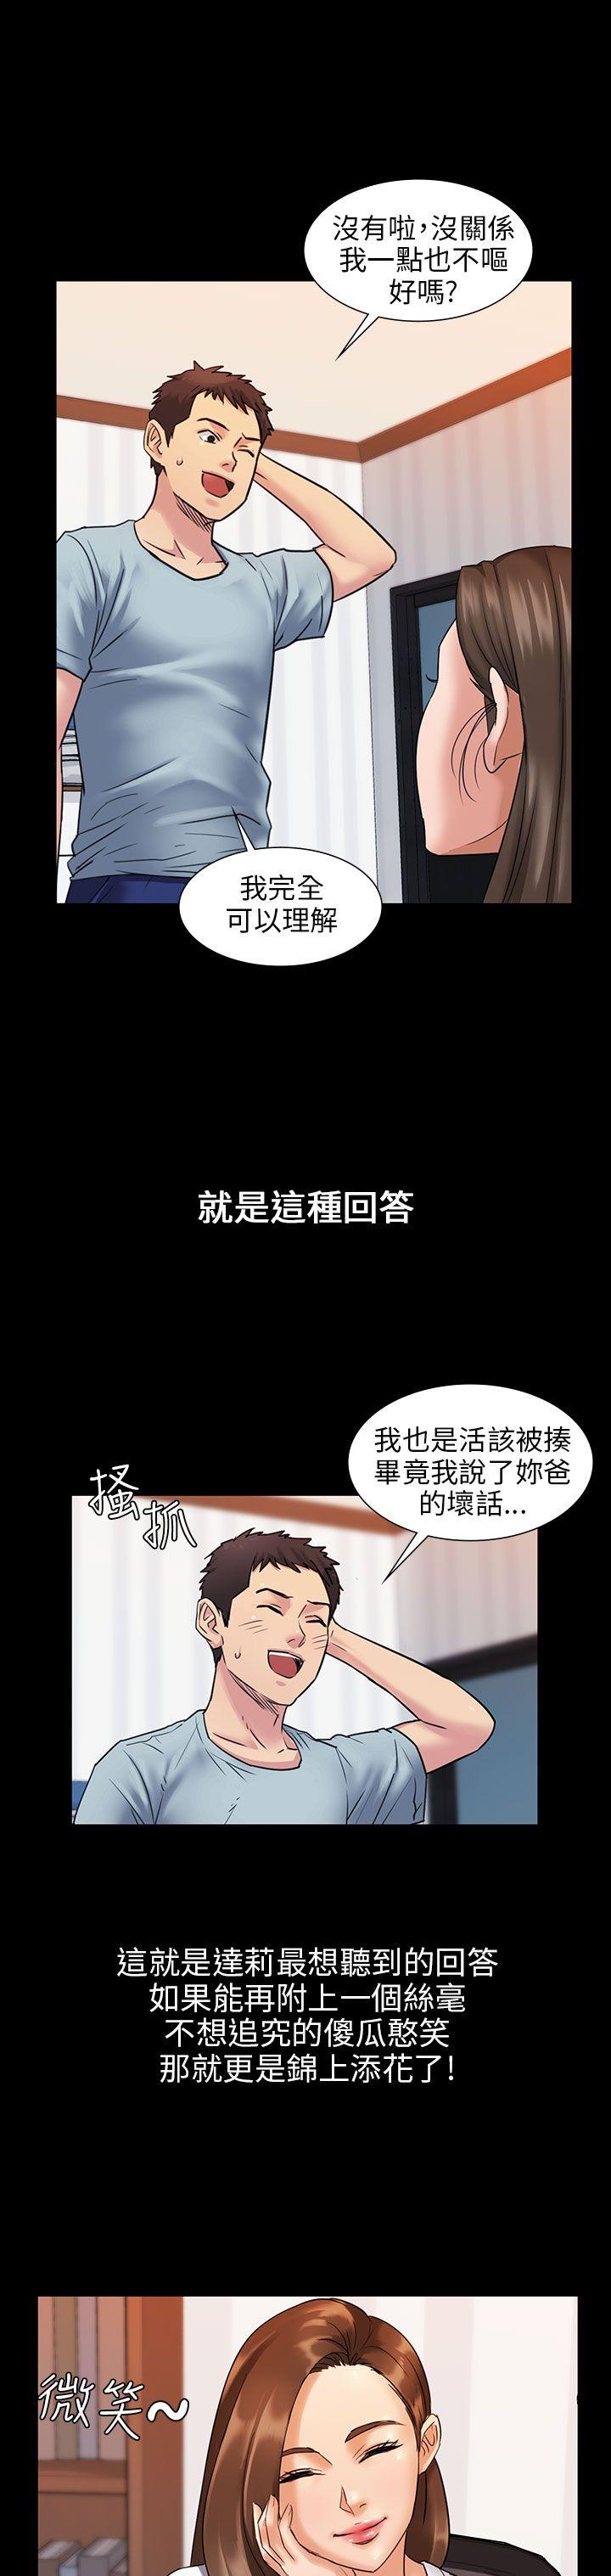 沒有啦,沒關係
我一點也不嘔
好嗎?
我完全
可以理解
就是這種回答
我也是活該被揍
畢竟我說了妳爸
的壞話...
搔抓
這就是達莉最想聽到的回答
如果能再附上一個絲毫
不想追究的傻瓜憨笑
那就更是錦上添花了!
微笑~